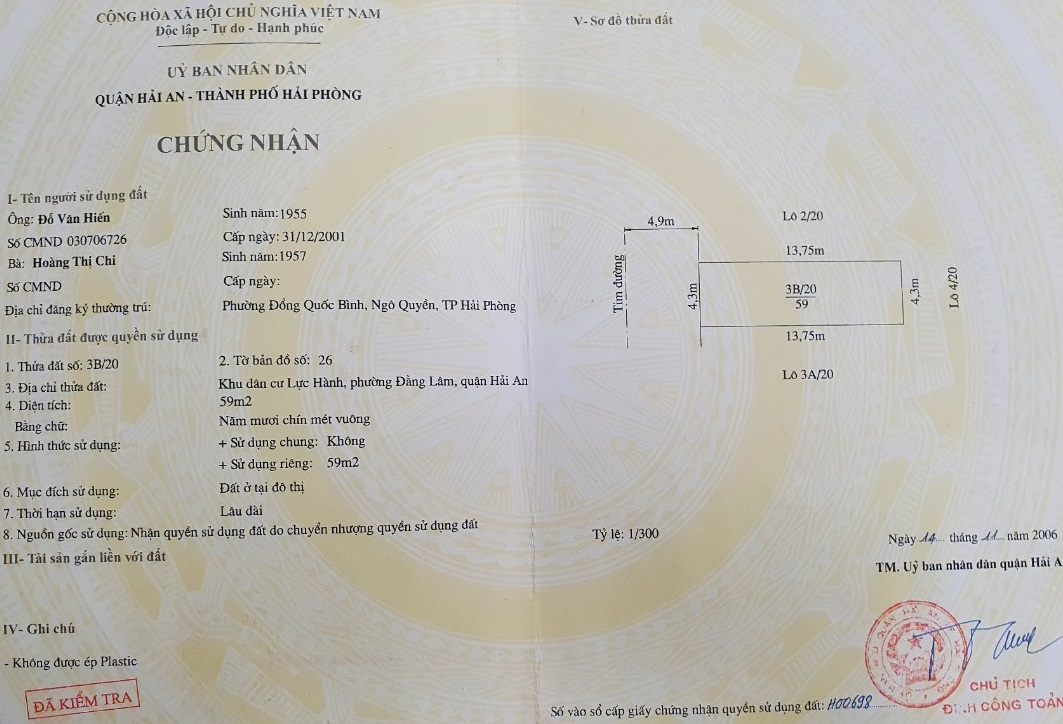 CỘNG HÒA XÃ HỘI CHỦ NGHĨA VIỆT NAM
Độc lập - Tự do - Hạnh phúc
UỶ BAN NHÂN DÂN
QUẬN HẢI AN - THÀNH PHỐ HẢI PHÒNG
CHỨNG NHẬN
I- Tên người sử dụng đất
Ông: Đỗ Văn Hiến Sinh năm: 1955
Số CMND 030706726 Cấp ngày: 31/12/2001
Bà: Hoàng Thị Chi Sinh năm: 1957
Số CMND Cấp ngày:
Địa chỉ đăng ký thường trú: Phường Đồng Quốc Bình, Ngô Quyền, TP Hải Phòng
II- Thửa đất được quyền sử dụng
1. Thửa đất số: 3B/20 2. Tờ bản đồ số: 26
3. Địa chỉ thửa đất: Khu dân cư Lực Hành, phường Đằng Lâm, quận Hải An
4. Diện tích: 59m2
Bằng chữ: Năm mươi chín mét vuông
5. Hình thức sử dụng: + Sử dụng chung: Không
+ Sử dụng riêng: 59m2
6. Mục đích sử dụng: Đất ở tại đô thị
7. Thời hạn sử dụng: Lâu dài
8. Nguồn gốc sử dụng: Nhận quyền sử dụng đất do chuyển nhượng quyền sử dụng đất
III- Tài sản gắn liền với đất
IV- Ghi chú
- Không được ép Plastic
ĐÃ KIỂM TRA
V- Sơ đồ thửa đất
Lô 2/20
4,9m
13,75m
Tim đường
4,3m
3B/20
59
4,3m
Lô 4/20
13,75m
Lô 3A/20
Tỷ lệ: 1/300
Ngày 14 tháng 11 năm 2006
TM. Uỷ ban nhân dân quận Hải A
CHỦ TỊCH
CÔNG TOÀN
Số vào sổ cấp giấy chứng nhận quyền sử dụng đất: H00698